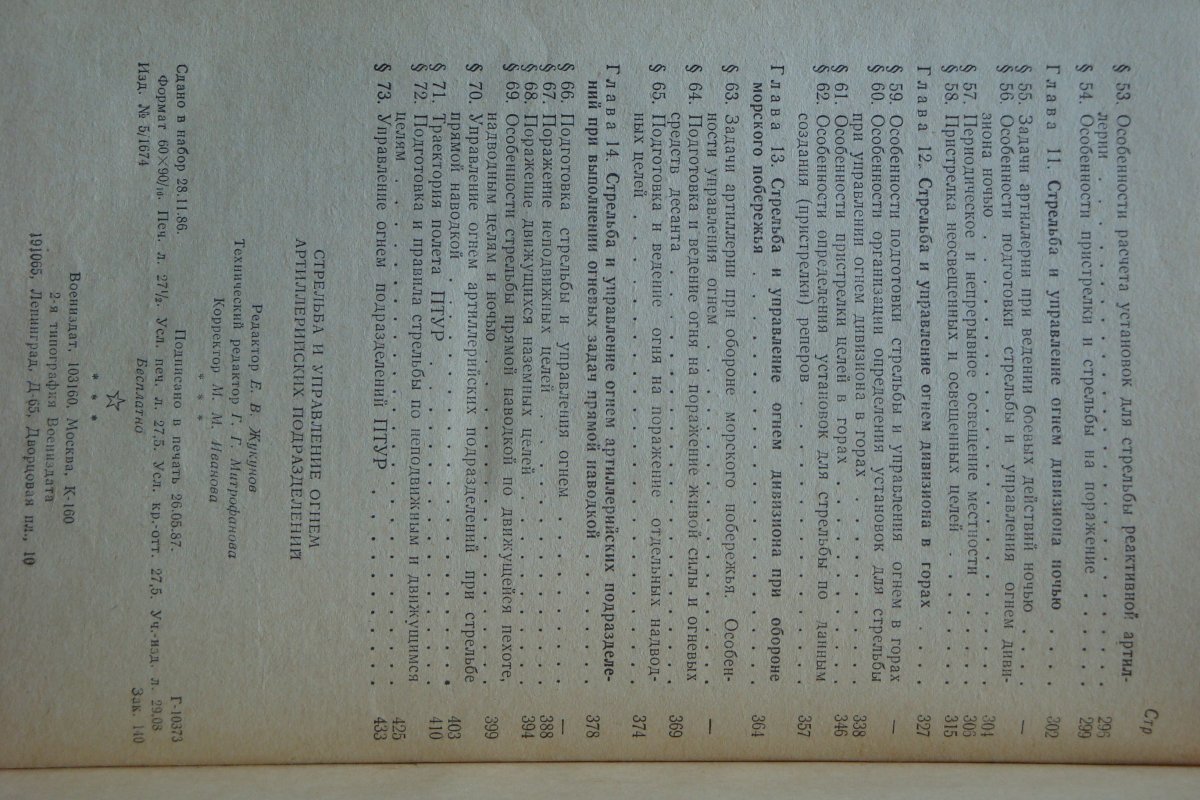 Стр
§ 53. Особенности расчета установок для стрельбы реактивной артил-
лерии . . . . . . . . . . . . . . . . 296
§ 54. Особенности пристрелки и стрельбы на поражение . . . . . 299
Глава 11. Стрельба и управление огнем дивизиона ночью . . . . 302
§ 55. Задачи артиллерии при ведении боевых действий ночью . . . —
§ 56. Особенности подготовки стрельбы и управления огнем диви-
зиона ночью . . . . . . . . . . . . . . 304
§ 57. Периодическое и непрерывное освещение местности . . . . 306
§ 58. Пристрелка неосвещенных и освещенных целей . . . . . 315
Глава 12. Стрельба и управление огнем дивизиона в горах . . . 327
§ 59. Особенности подготовки стрельбы и управления огнем в горах —
§ 60. Особенности организации определения установок для стрельбы
при управлении огнем дивизиона в горах . . . . . . . 338
§ 61. Особенности пристрелки целей в горах . . . . . . . 346
§ 62. Особенности определения установок для стрельбы по данным
создания (пристрелки) реперов . . . . . . . . . 357
Глава 13. Стрельба и управление огнем дивизиона при обороне
морского побережья . . . . . . . . . . . 364
§ 63. Задачи артиллерии при обороне морского побережья. Особен-
ности управления огнем . . . . . . . . . . . —
§ 64. Подготовка и ведение огня на поражение живой силы и огневых
средств десанта . . . . . . . . . . . . . 369
§ 65. Подготовка и ведение огня на поражение отдельных надвод-
ных целей . . . . . . . . . . . . . . . 374
Глава 14. Стрельба и управление огнем артиллерийских подразделе-
ний при выполнении огневых задач прямой наводкой . . . . . 378
§ 66. Подготовка стрельбы и управления огнем . . . . . . . —
§ 67. Поражение неподвижных целей . . . . . . . . . 388
§ 68. Поражение движущихся наземных целей . . . . . . . 394
§ 69. Особенности стрельбы прямой наводкой по движущейся пехоте,
надводным целям и ночью . . . . . . . . . . . 399
§ 70. Управление огнем артиллерийских подразделений при стрельбе
прямой наводкой . . . . . . . . . . . . . 403
§ 71. Траектория полета ПТУР . . . . . . . . . . . 410
§ 72. Подготовка и правила стрельбы по неподвижным и движущимся
целям . . . . . . . . . . . . . . . . 425
§ 73. Управление огнем подразделений ПТУР . . . . . . . 433
СТРЕЛЬБА И УПРАВЛЕНИЕ ОГНЕМ
АРТИЛЛЕРИЙСКИХ ПОДРАЗДЕЛЕНИЙ
Редактор Е. В. Жукунов
Технический редактор Г. Г. Митрофанова
Корректор М. М. Иванова
* * *
Сдано в набор 28.11.86. Подписано в печать 26.05.87. Г-10373
Формат 60×90/16. Печ. л. 27½. Усл. печ. л. 27,5. Усл. кр.-отт. 27,5. Уч.-изд. л. 29,08
Изд. № 5/1674 Бесплатно Зак. 140
* * *
Воениздат, 103160, Москва, К-160
2-я типография Воениздата
191065, Ленинград, Д-65, Дворцовая пл., 10